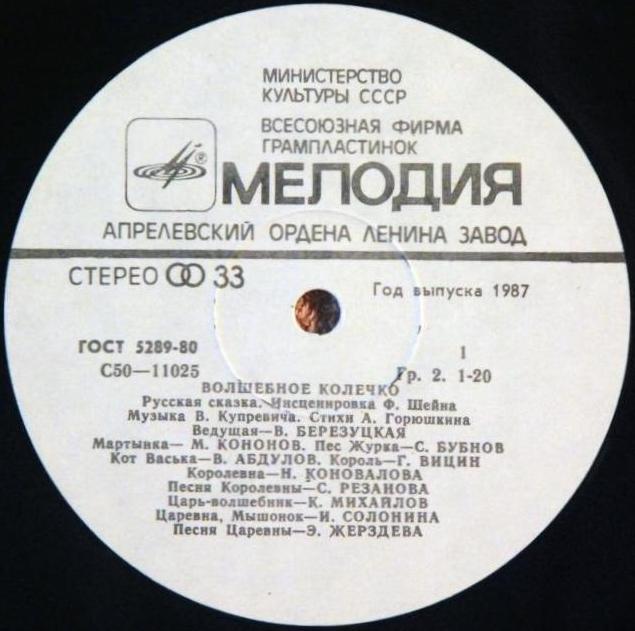 МИНИСТЕРСТВО
КУЛЬТУРЫ СССР
ВСЕСОЮЗНАЯ ФИРМА
ГРАМПЛАСТИНОК
®
МЕЛОДИЯ
АПРЕЛЕВСКИЙ ОРДЕНА ЛЕНИНА ЗАВОД
СТЕРЕО 33
Год выпуска 1987
ГОСТ 5289-80
1
С50—11025
Гр. 2. 1-20
ВОЛШЕБНОЕ КОЛЕЧКО
Русская сказка. Инсценировка Ф. Шейна
Музыка В. Купревича. Стихи А. Горюшкина
Ведущая—В. БЕРЕЗУЦКАЯ
Мартынка— М. КОНОНОВ. Пес Журка—С. БУБНОВ
Кот Васька—В. АБДУЛОВ. Король—Г. ВИЦИН
Королевна—Н. КОНОВАЛОВА
Песня Королевны—С. РЕЗАНОВА
Царь-волшебник—К. МИХАЙЛОВ
Царевна, Мышонок—И. СОЛОНИНА
Песня Царевны—Э. ЖЕРЗДЕВА